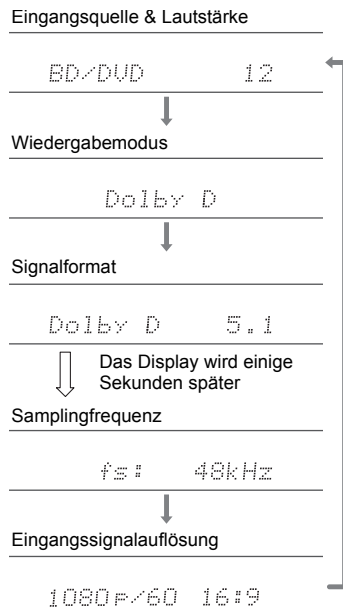 Eingangsquelle & Lautstärke
BD/DVD 12
Wiedergabemodus
Dolby D
Signalformat
Dolby D 5.1
Das Display wird einige
Sekunden später
Samplingfrequenz
fs: 48kHz
Eingangssignalauflösung
1080p/60 16:9